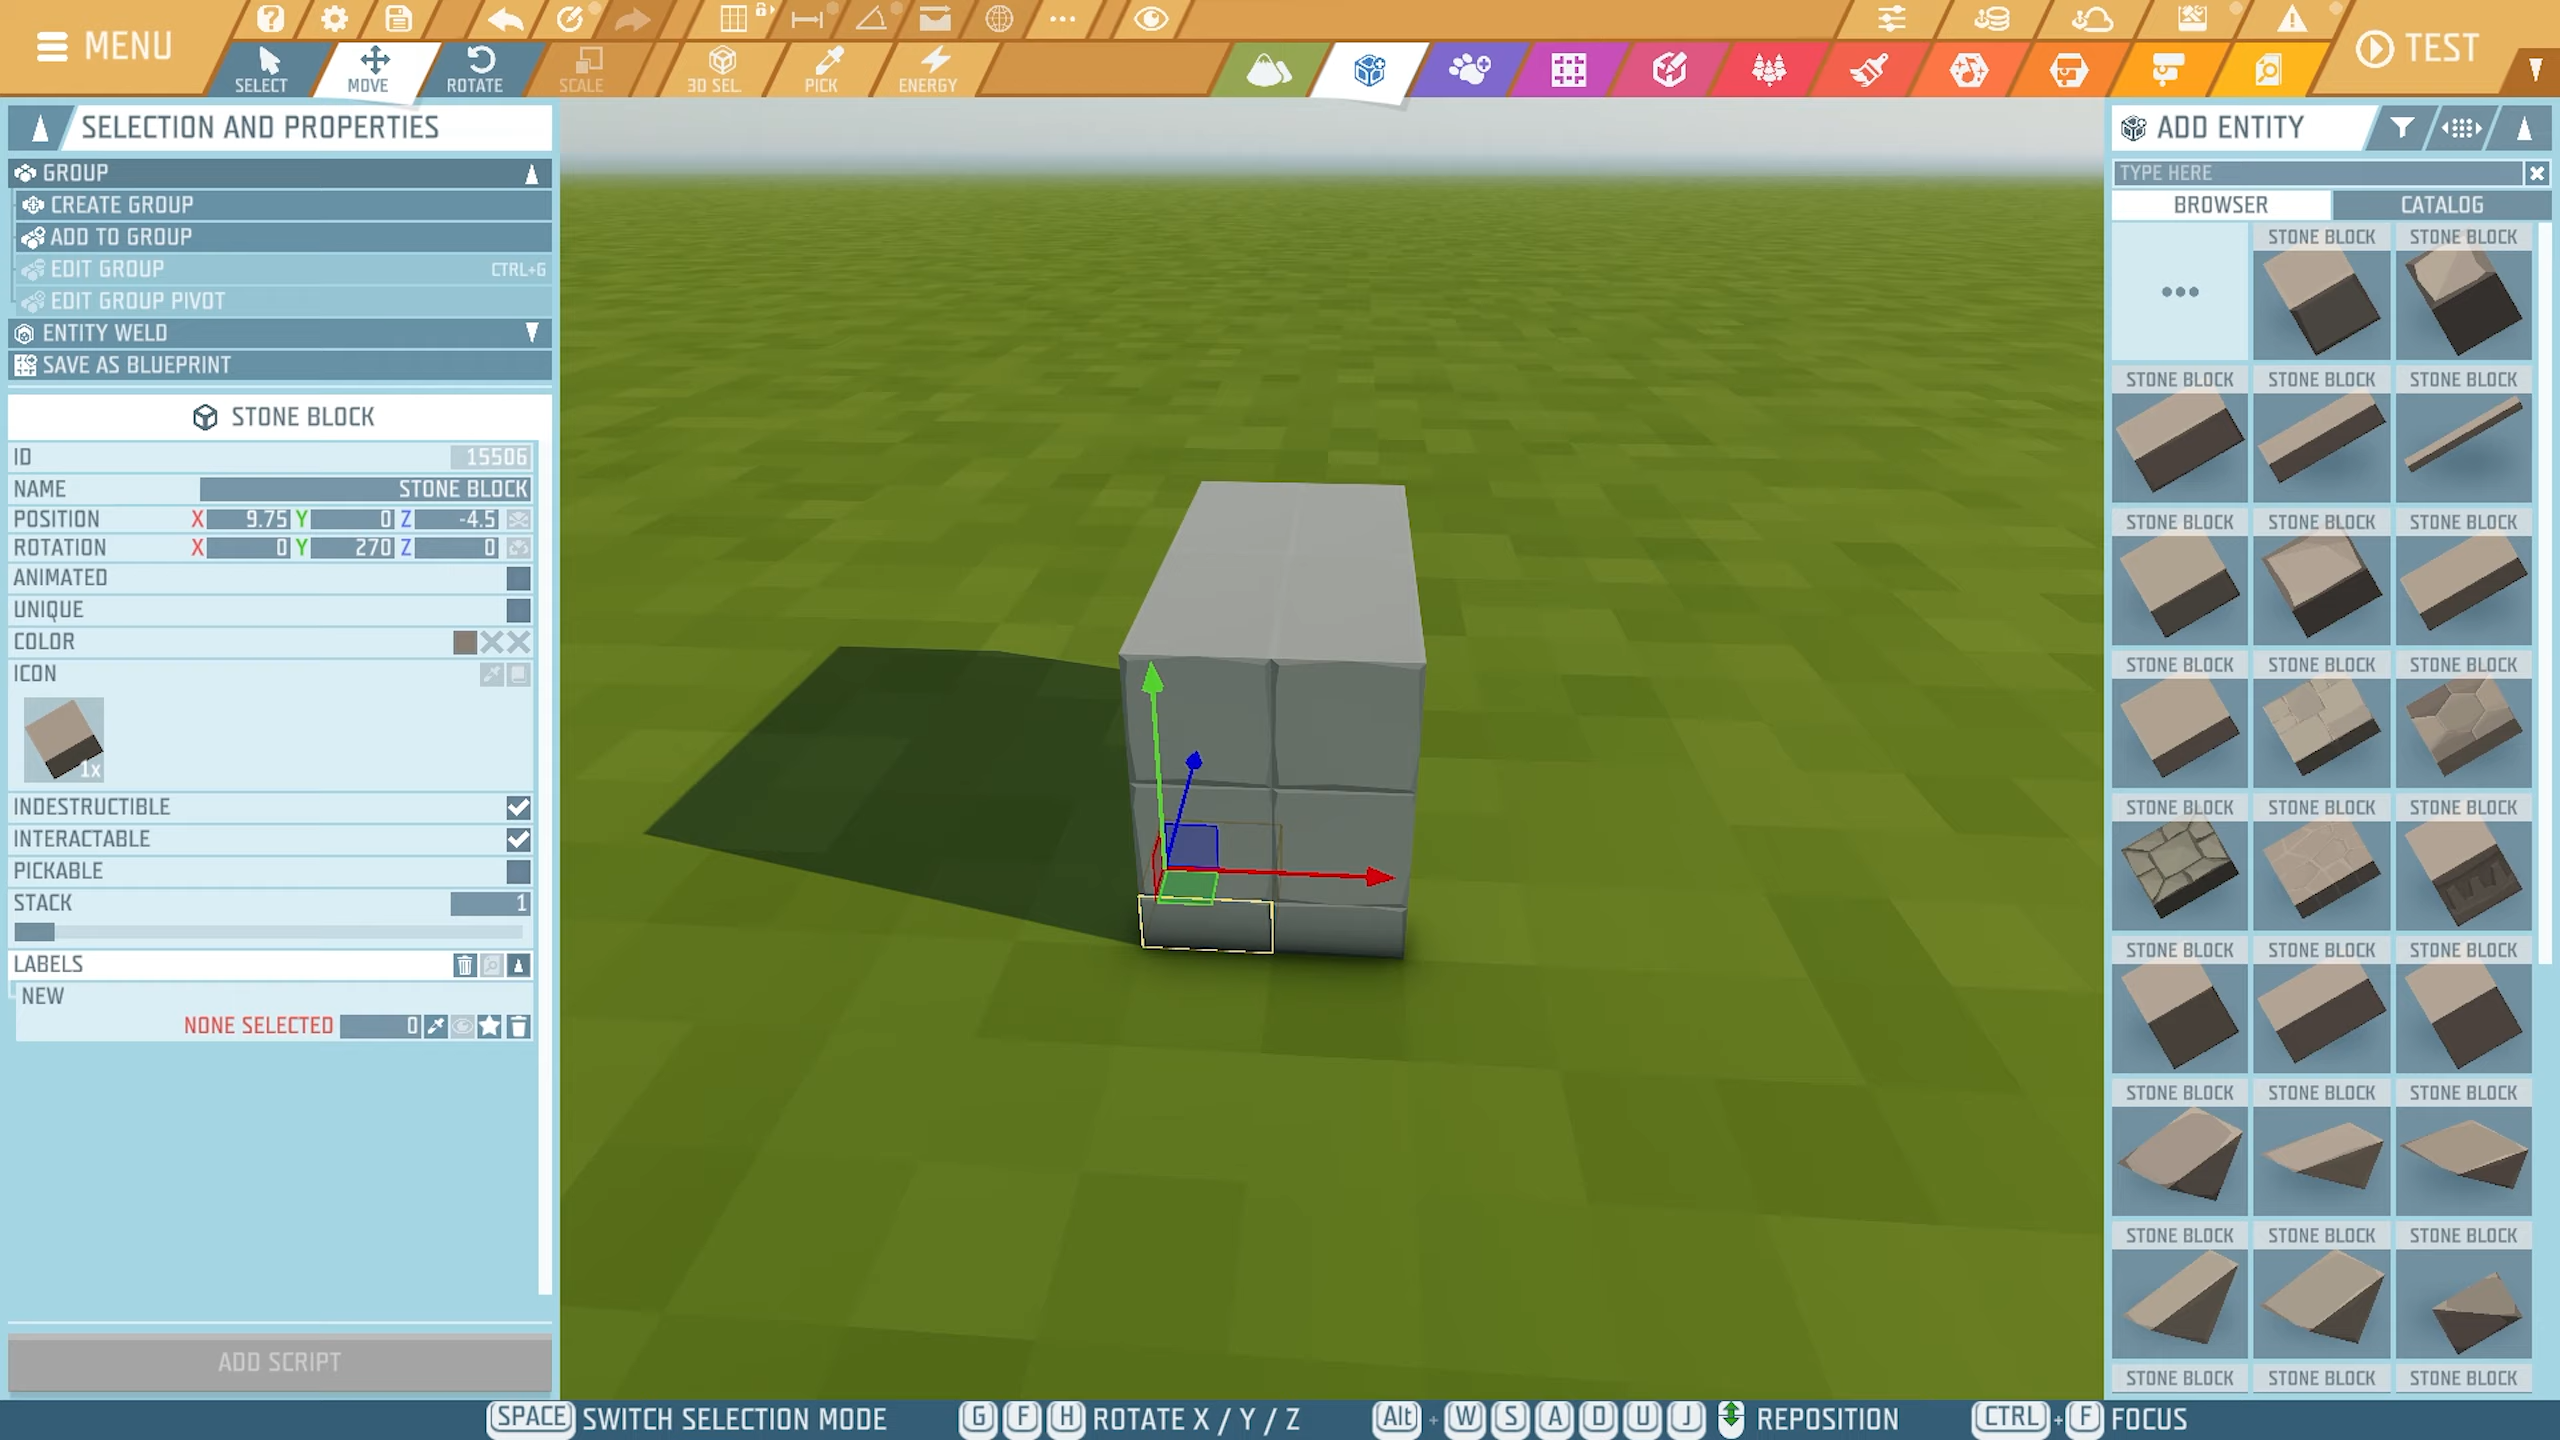 MENU
SELECT
MOVE
ROTATE
SCALE
3D SEL.
PICK
ENERGY
TEST
SELECTION AND PROPERTIES
GROUP
CREATE GROUP
ADD TO GROUP
EDIT GROUP CTRL+G
EDIT GROUP PIVOT
ENTITY WELD
SAVE AS BLUEPRINT
STONE BLOCK
ID 15506
NAME STONE BLOCK
POSITION X 9.75 Y 0 Z -4.5
ROTATION X 0 Y 270 Z 0
ANIMATED
UNIQUE
COLOR
ICON
1x
INDESTRUCTIBLE
INTERACTABLE
PICKABLE
STACK 1
LABELS
NEW
NONE SELECTED 0
ADD SCRIPT
ADD ENTITY
TYPE HERE
BROWSER CATALOG
STONE BLOCK STONE BLOCK
STONE BLOCK STONE BLOCK STONE BLOCK
STONE BLOCK STONE BLOCK STONE BLOCK
STONE BLOCK STONE BLOCK STONE BLOCK
STONE BLOCK STONE BLOCK STONE BLOCK
STONE BLOCK STONE BLOCK STONE BLOCK
STONE BLOCK STONE BLOCK STONE BLOCK
STONE BLOCK STONE BLOCK STONE BLOCK
STONE BLOCK STONE BLOCK STONE BLOCK
SPACE SWITCH SELECTION MODE G F H ROTATE X / Y / Z Alt + W S A D U J REPOSITION CTRL + F FOCUS